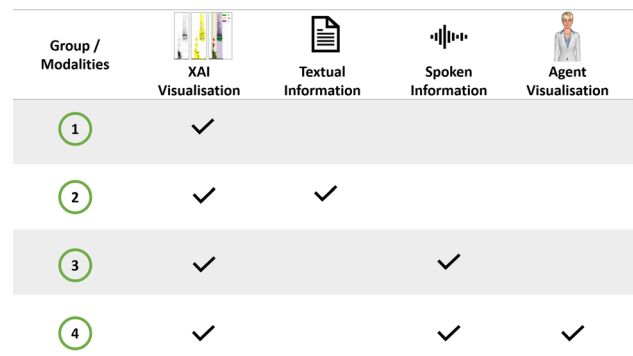 Group /
Modalities
XAI
Visualisation
Textual
Information
Spoken
Information
Agent
Visualisation
1
2
3
4